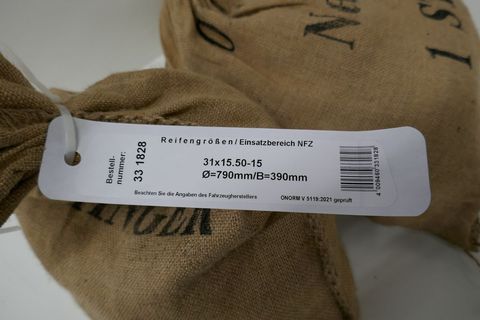 1 S
Reifengrößen/Einsatzbereich NFZ
Bestell-
nummer:
33 1828
31x15.50-15
Ø=790mm/B=390mm
Beachten Sie die Angaben des Fahrzeugherstellers
ÖNORM V 5119:2021 geprüft